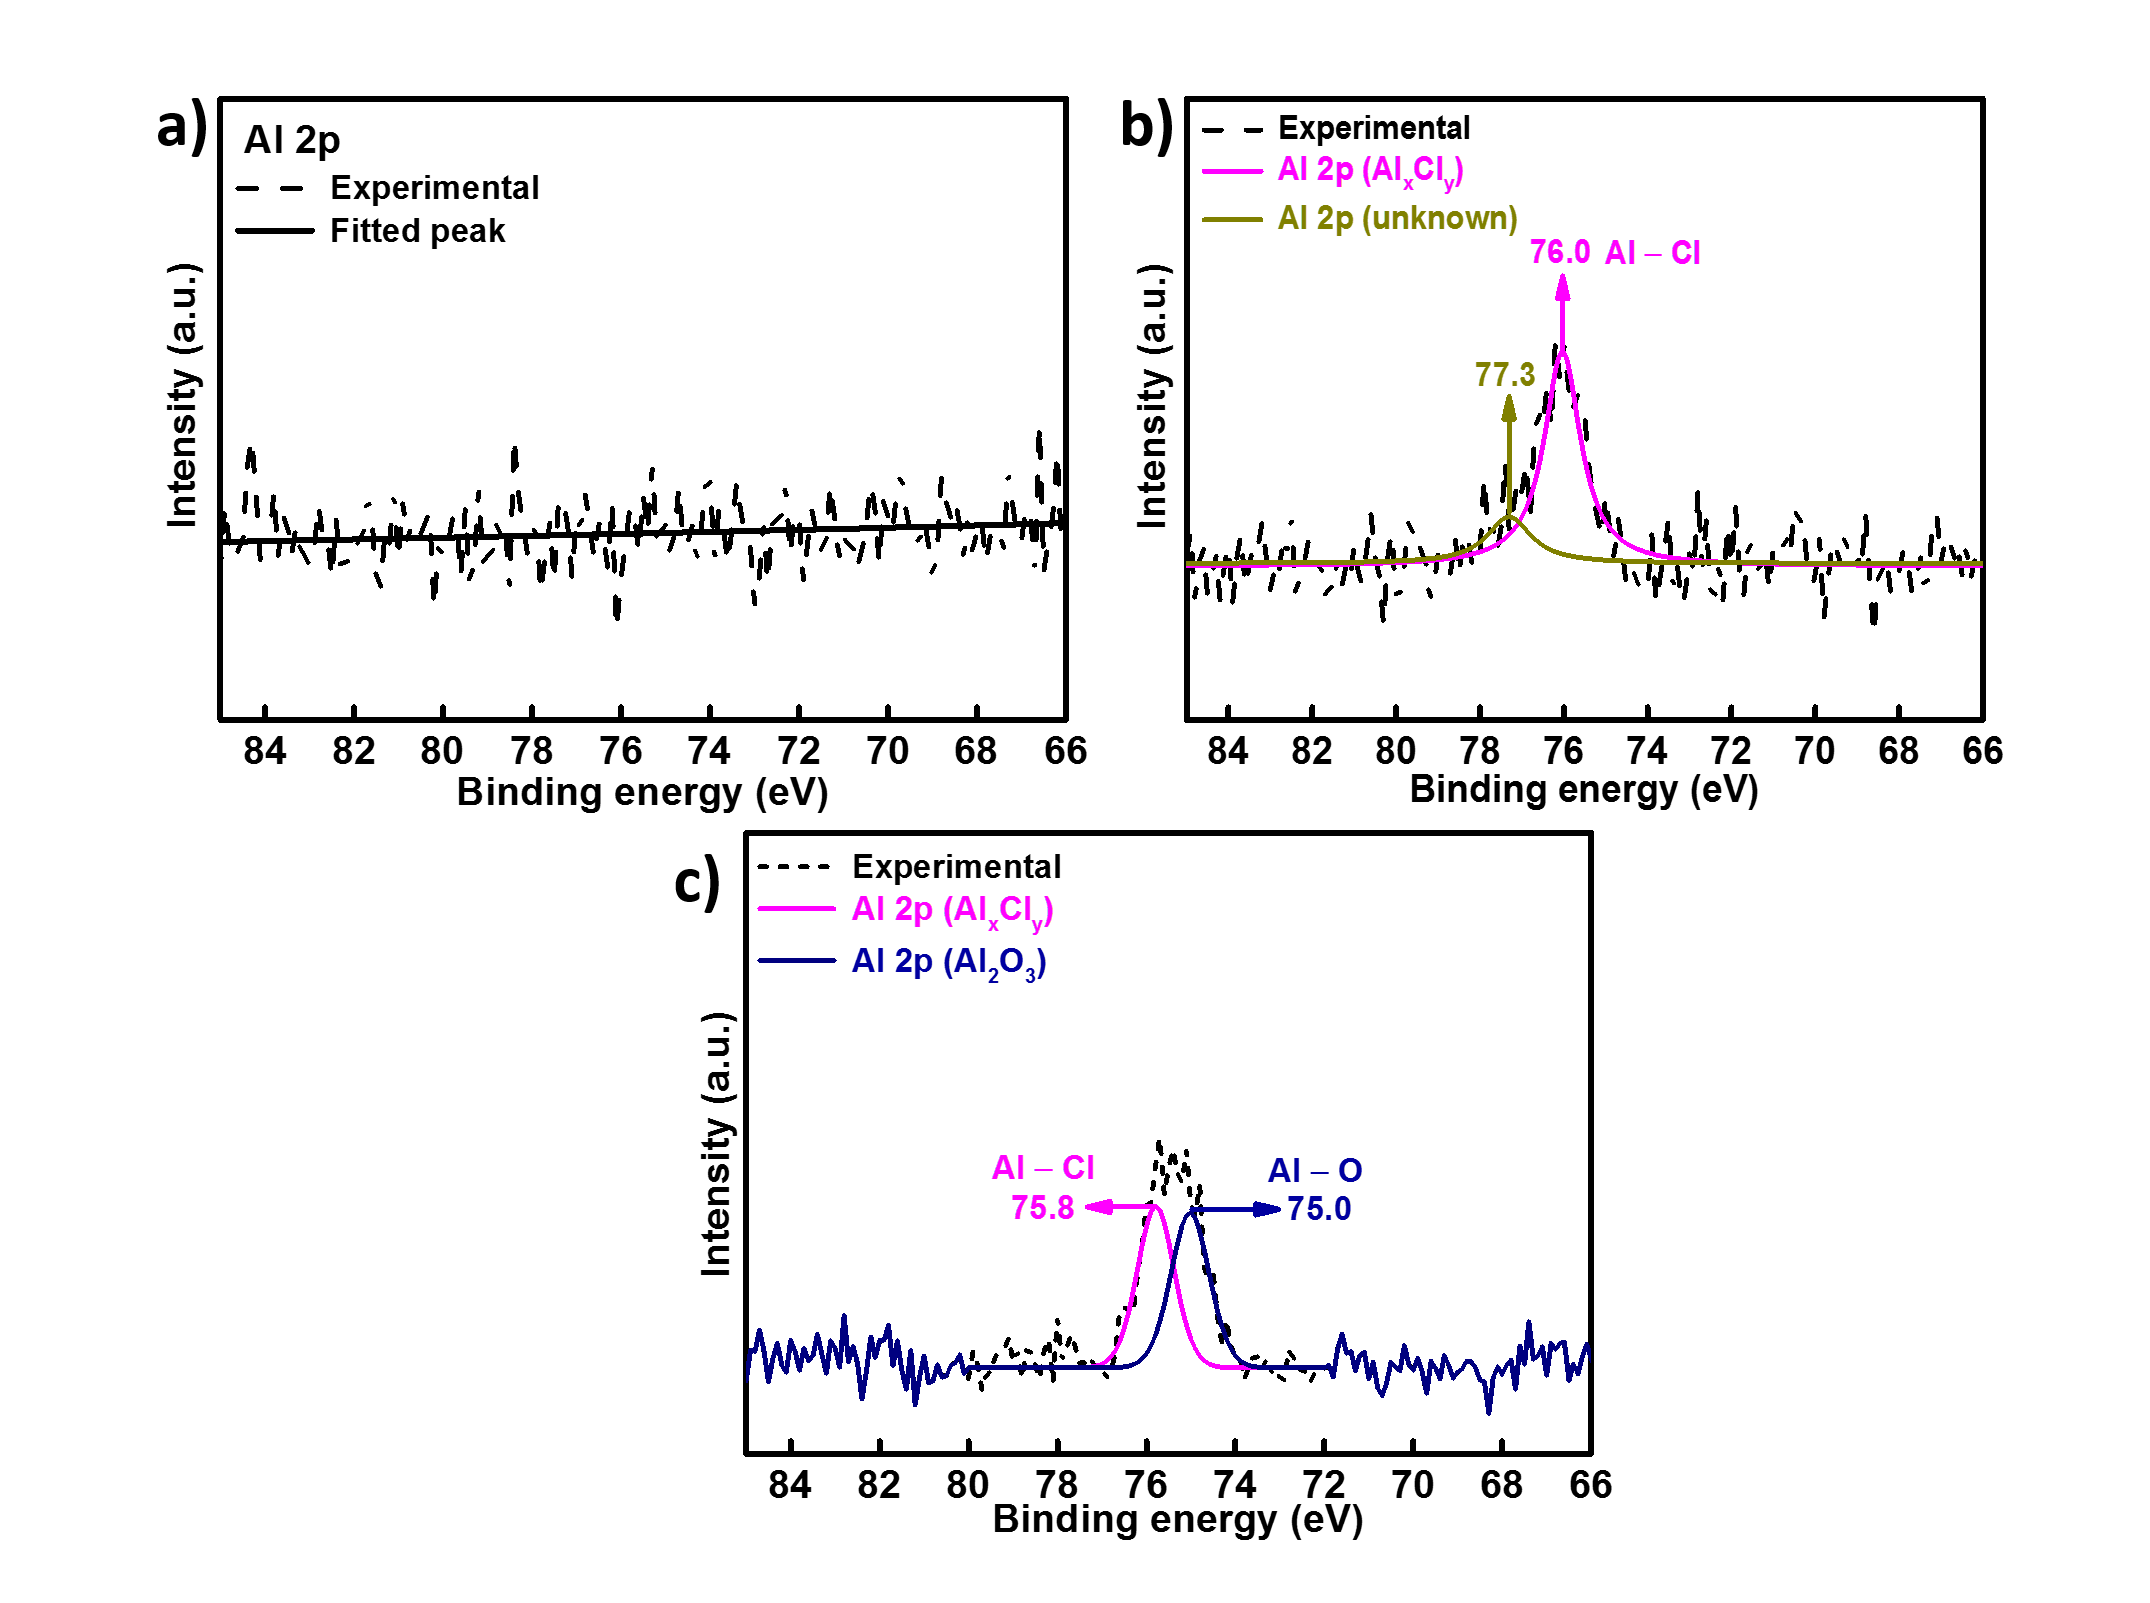 a)
Al 2p
Experimental
Fitted peak
Intensity (a.u.)
84 82 80 78 76 74 72 70 68 66
Binding energy (eV)
b)
Experimental
Al 2p (AlxCly)
Al 2p (unknown)
76.0 Al – Cl
77.3
Intensity (a.u.)
84 82 80 78 76 74 72 70 68 66
Binding energy (eV)
c)
Experimental
Al 2p (AlxCly)
Al 2p (Al2O3)
Al – Cl
75.8
Al – O
75.0
Intensity (a.u.)
84 82 80 78 76 74 72 70 68 66
Binding energy (eV)